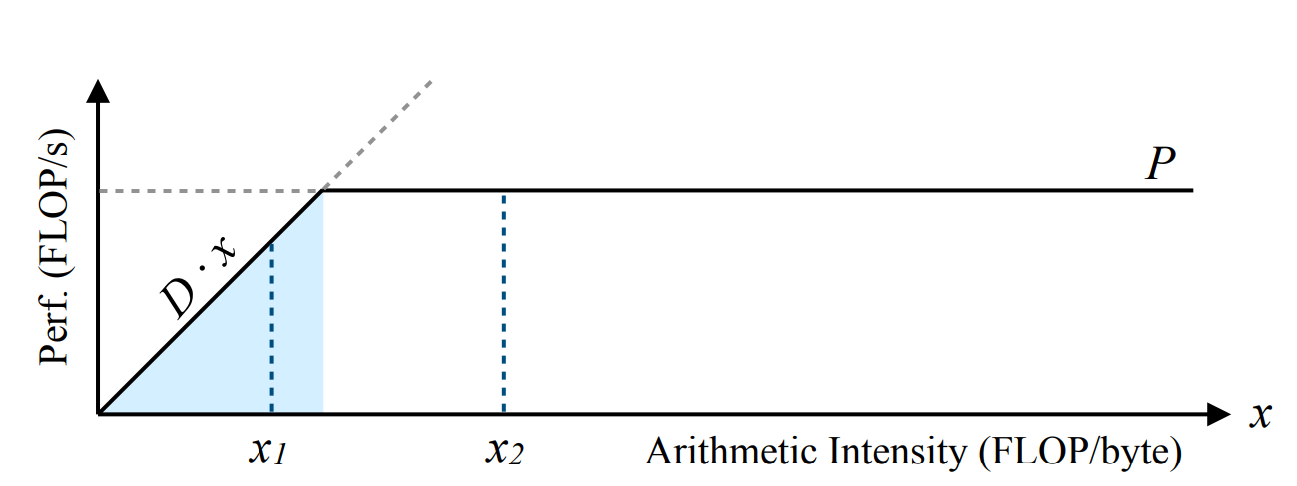 Perf. (FLOP/s)
D · x
P
x1
x2
Arithmetic Intensity (FLOP/byte)
x